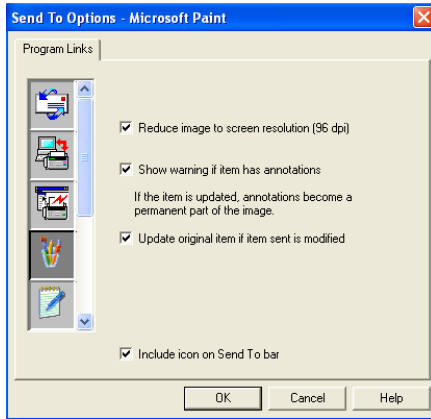 Send To Options - Microsoft Paint
Program Links
Reduce image to screen resolution (96 dpi)
Show warning if item has annotations
If the item is updated, annotations become a
permanent part of the image.
Update original item if item sent is modified
Include icon on Send To bar
OK Cancel Help